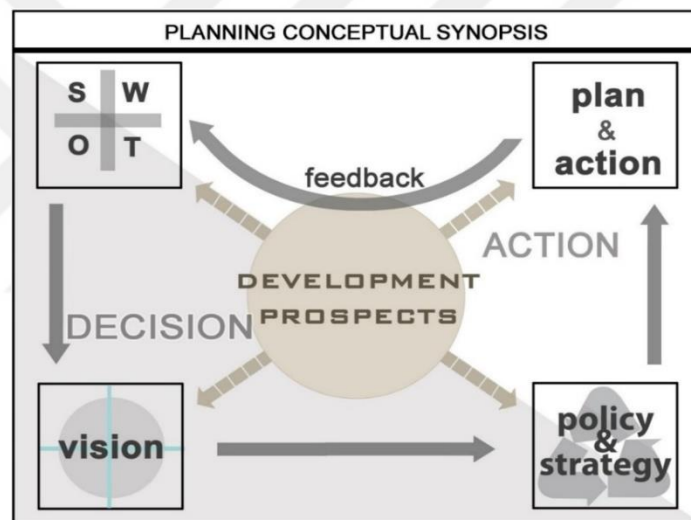 PLANNING CONCEPTUAL SYNOPSIS
S W
O T
plan
&
action
feedback
ACTION
DEVELOPMENT
PROSPECTS
DECISION
vision
policy
&
strategy